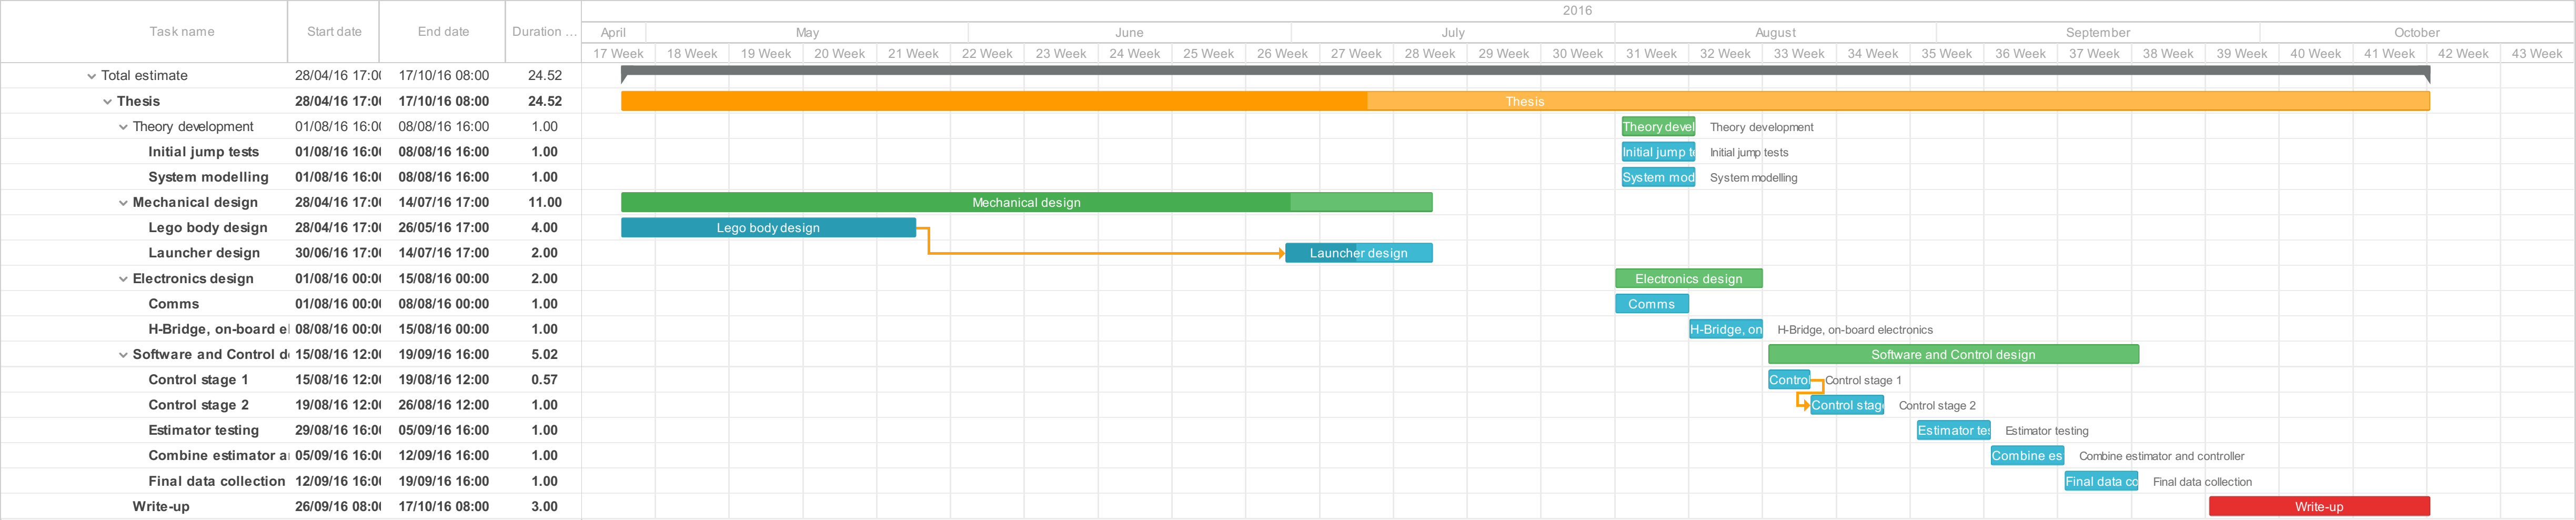 2016
Task name Start date End date Duration ...
April May June July August September October
17 Week 18 Week 19 Week 20 Week 21 Week 22 Week 23 Week 24 Week 25 Week 26 Week 27 Week 28 Week 29 Week 30 Week 31 Week 32 Week 33 Week 34 Week 35 Week 36 Week 37 Week 38 Week 39 Week 40 Week 41 Week 42 Week 43 Week
Total estimate 28/04/16 17:00 17/10/16 08:00 24.52
Thesis 28/04/16 17:00 17/10/16 08:00 24.52 Thesis
Theory development 01/08/16 16:00 08/08/16 16:00 1.00 Theory devel Theory development
Initial jump tests 01/08/16 16:00 08/08/16 16:00 1.00 Initial jump te Initial jump tests
System modelling 01/08/16 16:00 08/08/16 16:00 1.00 System mod System modelling
Mechanical design 28/04/16 17:00 14/07/16 17:00 11.00 Mechanical design
Lego body design 28/04/16 17:00 26/05/16 17:00 4.00 Lego body design
Launcher design 30/06/16 17:00 14/07/16 17:00 2.00 Launcher design
Electronics design 01/08/16 00:00 15/08/16 00:00 2.00 Electronics design
Comms 01/08/16 00:00 08/08/16 00:00 1.00 Comms
H-Bridge, on-board el 08/08/16 00:00 15/08/16 00:00 1.00 H-Bridge, on H-Bridge, on-board electronics
Software and Control de 15/08/16 12:00 19/09/16 16:00 5.02 Software and Control design
Control stage 1 15/08/16 12:00 19/08/16 12:00 0.57 Control Control stage 1
Control stage 2 19/08/16 12:00 26/08/16 12:00 1.00 Control stage Control stage 2
Estimator testing 29/08/16 16:00 05/09/16 16:00 1.00 Estimator tes Estimator testing
Combine estimator a 05/09/16 16:00 12/09/16 16:00 1.00 Combine es Combine estimator and controller
Final data collection 12/09/16 16:00 19/09/16 16:00 1.00 Final data co Final data collection
Write-up 26/09/16 08:00 17/10/16 08:00 3.00 Write-up